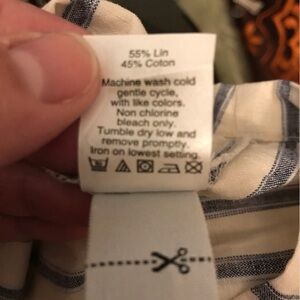 55% Lin
45% Coton
Machine wash cold
gentle cycle,
with like colors.
Non chlorine
bleach only.
Tumble dry low and
remove promptly.
Iron on lowest setting.